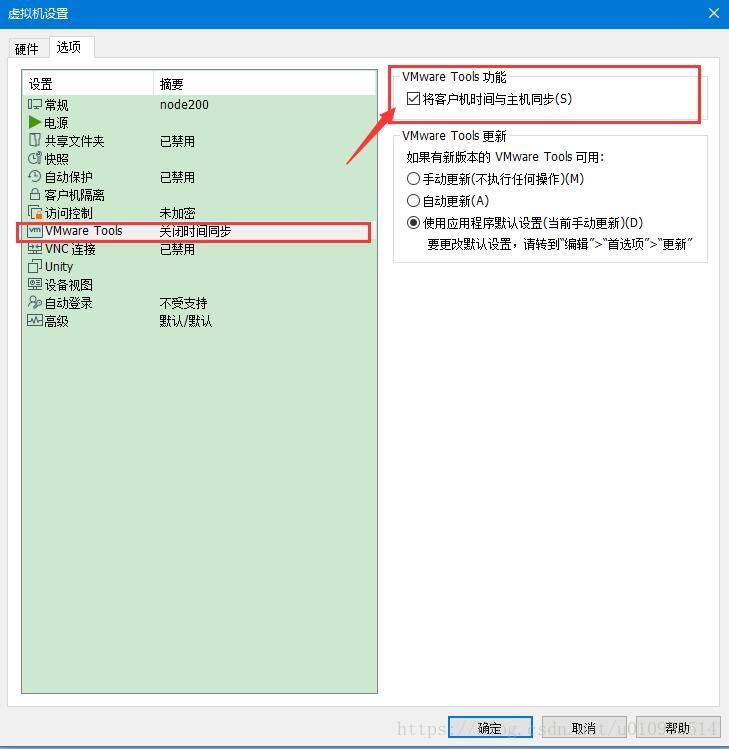 虚拟机设置
硬件 选项
设置 摘要
常规 node200
电源
共享文件夹 已禁用
快照
自动保护 已禁用
客户机隔离
访问控制 未加密
VMware Tools 关闭时间同步
VNC 连接 已禁用
Unity
设备视图
自动登录 不受支持
高级 默认/默认
VMware Tools 功能
将客户机时间与主机同步(S)
VMware Tools 更新
如果有新版本的 VMware Tools 可用:
手动更新(不执行任何操作)(M)
自动更新(A)
使用应用程序默认设置(当前手动更新)(D)
要更改默认设置，请转到“编辑”>“首选项”>“更新”
确定 取消 帮助